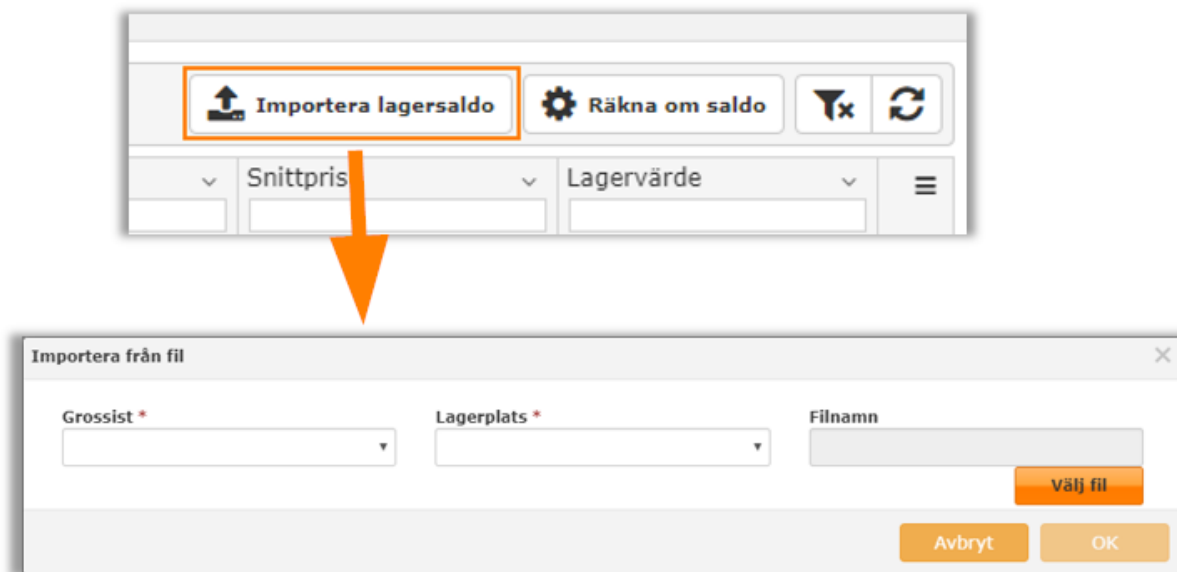 Importera lagersaldo Räkna om saldo
Snittpris Lagervärde
Importera från fil
Grossist * Lagerplats * Filnamn
Välj fil
Avbryt OK